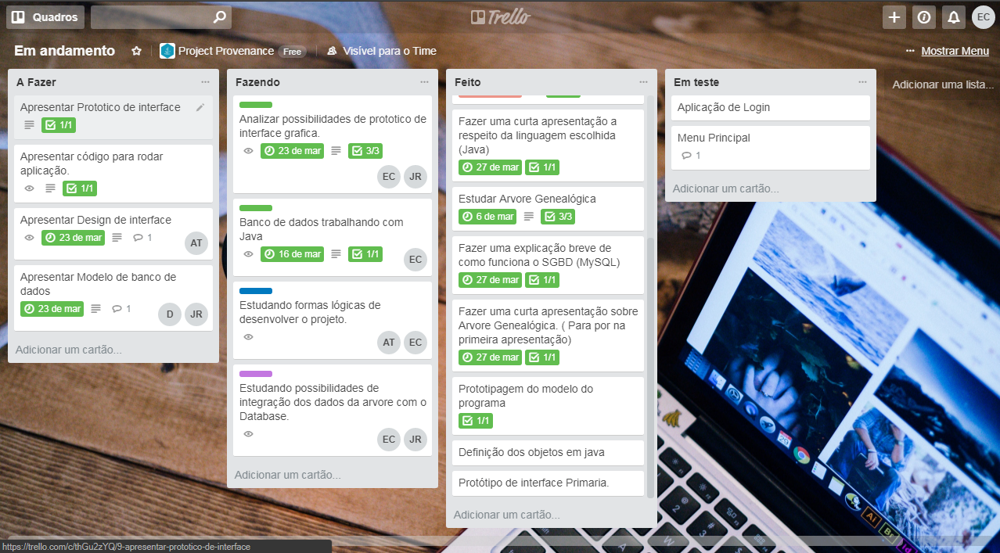 Quadros
Trello
EC
Em andamento
Project Provenance
Free
Visível para o Time
Mostrar Menu
A Fazer
Apresentar Prototico de interface
1/1
Apresentar código para rodar
aplicação.
1/1
Apresentar Design de interface
23 de mar
1
AT
Apresentar Modelo de banco de
dados
23 de mar
1
D
JR
Adicionar um cartão...
Fazendo
Analizar possibilidades de prototico de
interface grafica.
23 de mar
3/3
EC
JR
Banco de dados trabalhando com
Java
16 de mar
1/1
EC
Estudando formas lógicas de
desenvolver o projeto.
AT
EC
Estudando possibilidades de
integração dos dados da arvore com o
Database.
EC
JR
Adicionar um cartão...
Feito
Fazer uma curta apresentação a
respeito da linguagem escolhida
(Java)
27 de mar
1/1
Estudar Arvore Genealógica
6 de mar
3/3
Fazer uma explicação breve de
como funciona o SGBD (MySQL)
27 de mar
1/1
Fazer uma curta apresentação sobre
Arvore Genealógica. ( Para por na
primeira apresentação)
27 de mar
1/1
Prototipagem do modelo do
programa
1/1
Definição dos objetos em java
Protótipo de interface Primaria.
Adicionar um cartão...
Em teste
Aplicação de Login
Menu Principal
1
Adicionar um cartão...
Adicionar uma lista...
Ai
Br
2
3
W
A
$
https://trello.com/c/thGu2zYQ/9-apresentar-prototico-de-interface